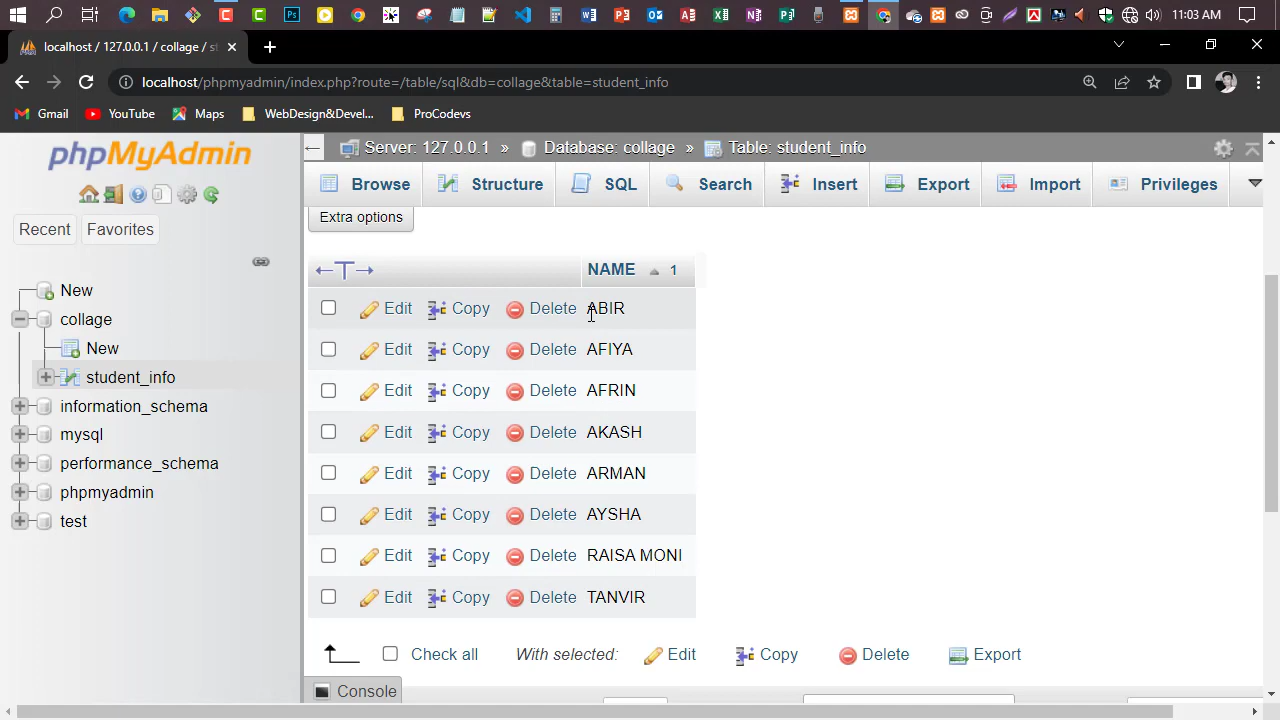 11:03 AM
localhost / 127.0.0.1 / collage / st
localhost/phpmyadmin/index.php?route=/table/sql&db=collage&table=student_info
Gmail YouTube Maps WebDesign&Devel... ProCodevs
phpMyAdmin
Recent Favorites
New
collage
New
student_info
information_schema
mysql
performance_schema
phpmyadmin
test
Server: 127.0.0.1 » Database: collage » Table: student_info
Browse Structure SQL Search Insert Export Import Privileges
Extra options
NAME 1
Edit Copy Delete ABIR
Edit Copy Delete AFIYA
Edit Copy Delete AFRIN
Edit Copy Delete AKASH
Edit Copy Delete ARMAN
Edit Copy Delete AYSHA
Edit Copy Delete RAISA MONI
Edit Copy Delete TANVIR
Check all With selected: Edit Copy Delete Export
Console